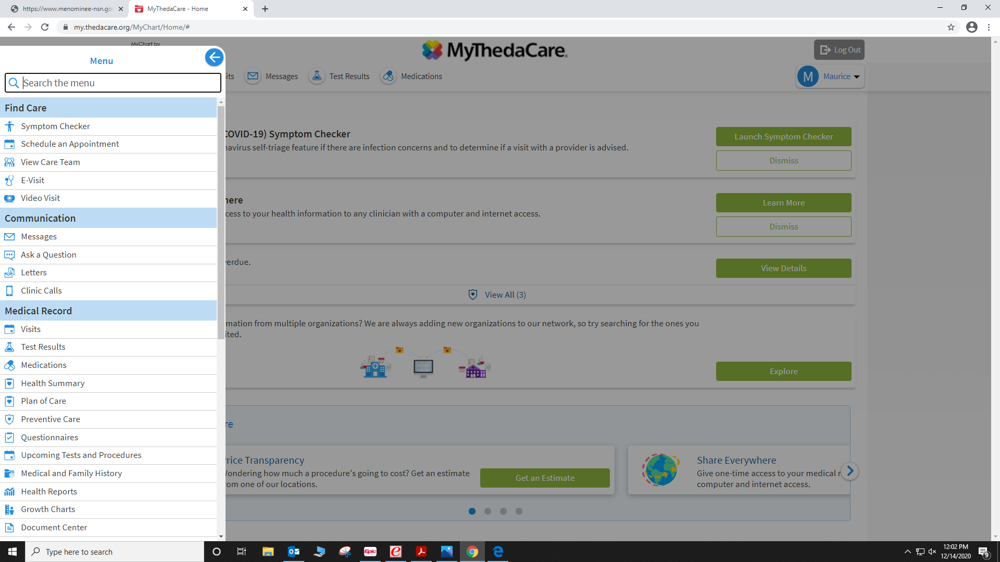 https://www.menominee-nsn.gov
MyThedaCare - Home
my.thedacare.org/MyChart/Home/#
MyChart by
MyThedaCare.
Log Out
Menu
Search the menu
its
Messages
Test Results
Medications
M
Maurice
Find Care
Symptom Checker
Schedule an Appointment
View Care Team
E-Visit
Video Visit
Communication
Messages
Ask a Question
Letters
Clinic Calls
Medical Record
Visits
Test Results
Medications
Health Summary
Plan of Care
Preventive Care
Questionnaires
Upcoming Tests and Procedures
Medical and Family History
Health Reports
Growth Charts
Document Center
COVID-19) Symptom Checker
navirus self-triage feature if there are infection concerns and to determine if a visit with a provider is advised.
Launch Symptom Checker
Dismiss
here
cess to your health information to any clinician with a computer and internet access.
Learn More
Dismiss
verdue.
View Details
View All (3)
mation from multiple organizations? We are always adding new organizations to our network, so try searching for the ones you
ited.
Explore
re
Price Transparency
Wondering how much a procedure's going to cost? Get an estimate
rom one of our locations.
Get an Estimate
Share Everywhere
Give one-time access to your medical r
computer and internet access.
Type here to search
Epic
12:02 PM
12/14/2020
9